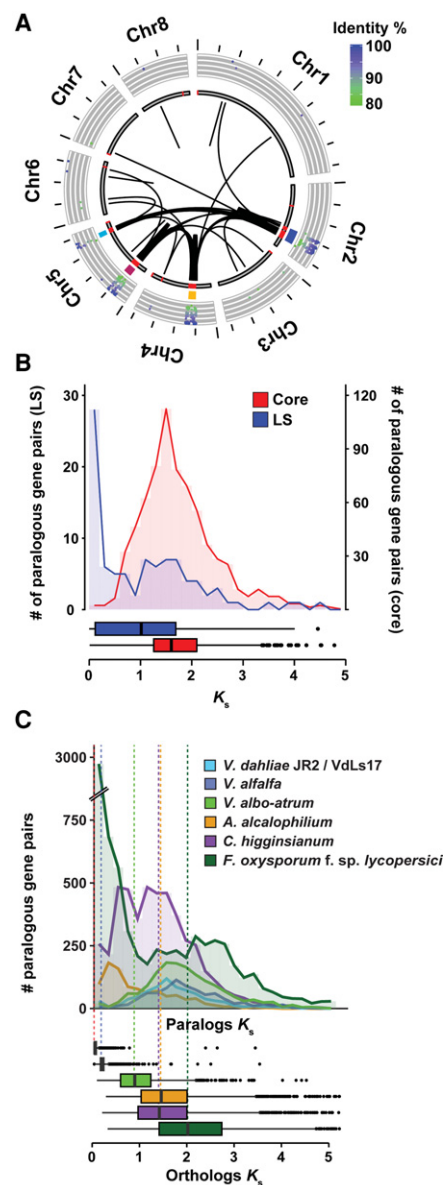 A
Identity %
100
90
80
Chr1
Chr2
Chr3
Chr4
Chr5
Chr6
Chr7
Chr8
B
# of paralogous gene pairs (LS)
30
20
10
0
Core
LS
# of paralogous gene pairs (core)
120
90
60
30
0
0 1 2 3 4 5
Ks
C
# paralogous gene pairs
3000
750
500
250
0
V. dahliae JR2 / VdLs17
V. alfalfa
V. albo-atrum
A. alcalophilium
C. higginsianum
F. oxysporum f. sp. lycopersici
Paralogs Ks
0 1 2 3 4 5
Orthologs Ks